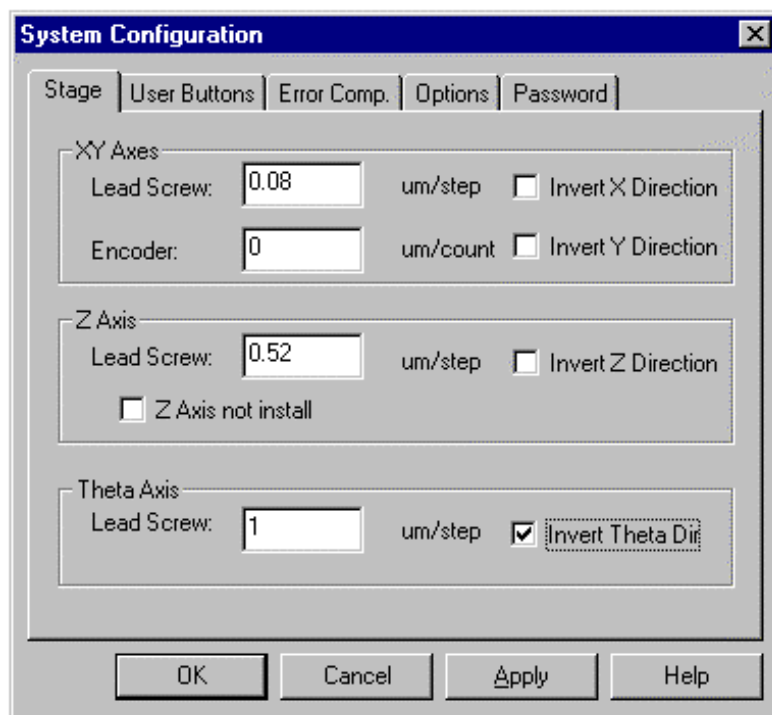 System Configuration
Stage User Buttons Error Comp. Options Password
XY Axes
Lead Screw: 0.08 um/step Invert X Direction
Encoder: 0 um/count Invert Y Direction
Z Axis
Lead Screw: 0.52 um/step Invert Z Direction
Z Axis not install
Theta Axis
Lead Screw: 1 um/step Invert Theta Dir
OK Cancel Apply Help